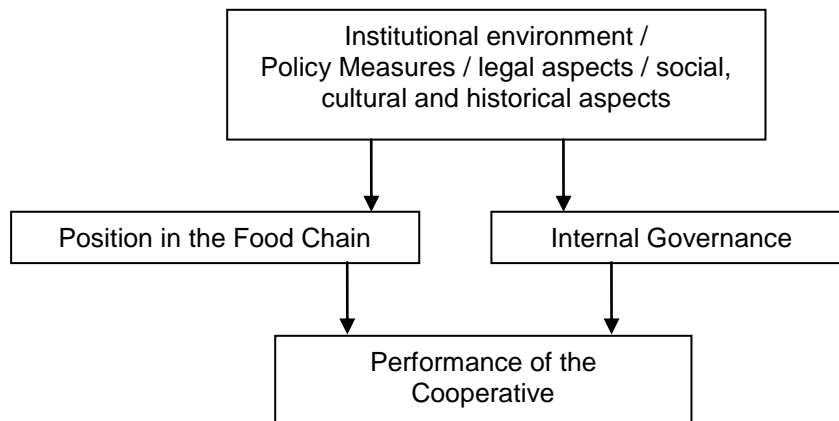 Institutional environment /
Policy Measures / legal aspects / social,
cultural and historical aspects
Position in the Food Chain
Internal Governance
Performance of the
Cooperative